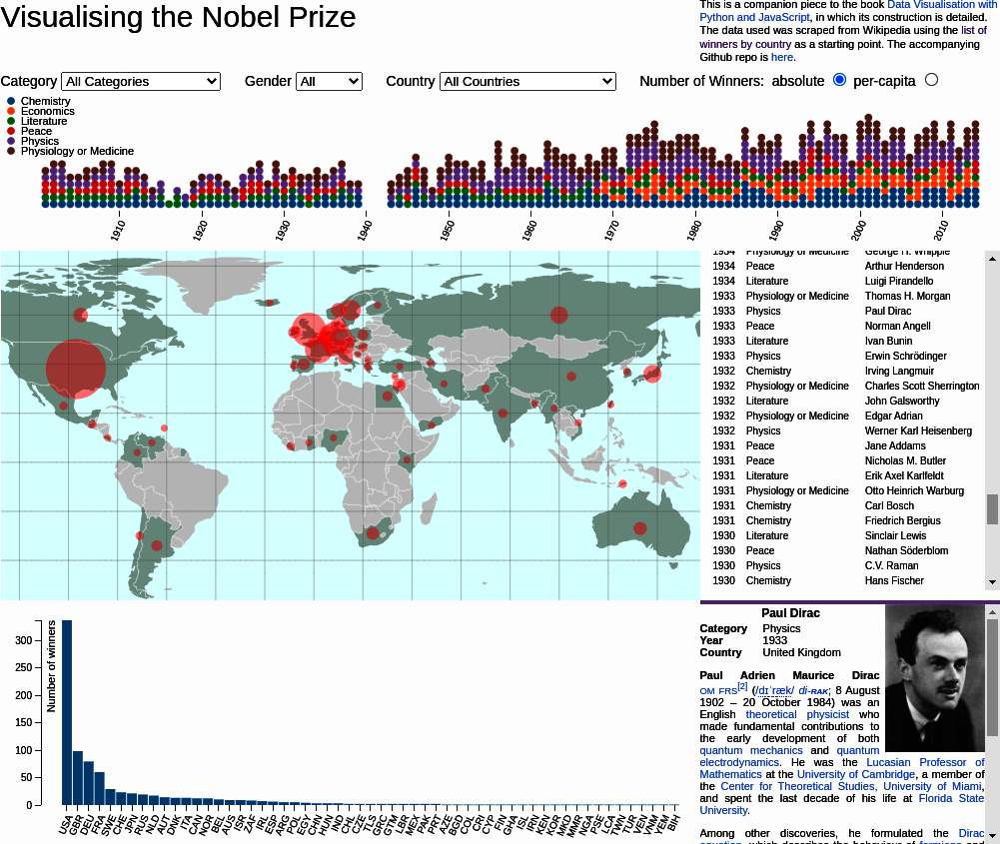 Visualising the Nobel Prize
This is a companion piece to the book Data Visualisation with
Python and JavaScript, in which its construction is detailed.
The data used was scraped from Wikipedia using the list of
winners by country as a starting point. The accompanying
Github repo is here.
Category All Categories Gender All Country All Countries Number of Winners: absolute per-capita
Chemistry
Economics
Literature
Peace
Physics
Physiology or Medicine
1910 1920 1930 1940 1950 1960 1970 1980 1990 2000 2010
1934 Physiology or Medicine George H. Whipple
1934 Peace Arthur Henderson
1934 Literature Luigi Pirandello
1933 Physiology or Medicine Thomas H. Morgan
1933 Physics Paul Dirac
1933 Peace Norman Angell
1933 Literature Ivan Bunin
1933 Physics Erwin Schrödinger
1932 Chemistry Irving Langmuir
1932 Physiology or Medicine Charles Scott Sherrington
1932 Literature John Galsworthy
1932 Physiology or Medicine Edgar Adrian
1932 Physics Werner Karl Heisenberg
1931 Peace Jane Addams
1931 Peace Nicholas M. Butler
1931 Literature Erik Axel Karlfeldt
1931 Physiology or Medicine Otto Heinrich Warburg
1931 Chemistry Carl Bosch
1931 Chemistry Friedrich Bergius
1930 Literature Sinclair Lewis
1930 Peace Nathan Söderblom
1930 Physics C.V. Raman
1930 Chemistry Hans Fischer
Number of winners
300
250
200
150
100
50
0
USA GBR DEU FRA SWE CHE JPN RUS NLD AUT DNK ITA CAN NOR BEL AUS ISR ZAF IRL ESP ARG POL EGY CHN HUN IND CHL CZE TLS GRC GTM LBR MEX PAK PRT AZE BGD COL CRI CYP FIN GHA ISL IRN KEN KOR MKD MMR NGA PSE LCA TWN TUR VEN VNM YEM BIH
Paul Dirac
Category Physics
Year 1933
Country United Kingdom
Paul Adrien Maurice Dirac
OM FRS[2] (/dɪˈræk/ di-RAK; 8 August
1902 – 20 October 1984) was an
English theoretical physicist who
made fundamental contributions to
the early development of both
quantum mechanics and quantum
electrodynamics. He was the Lucasian Professor of
Mathematics at the University of Cambridge, a member of
the Center for Theoretical Studies, University of Miami,
and spent the last decade of his life at Florida State
University.
Among other discoveries, he formulated the Dirac
equation, which describes the behaviour of fermions and